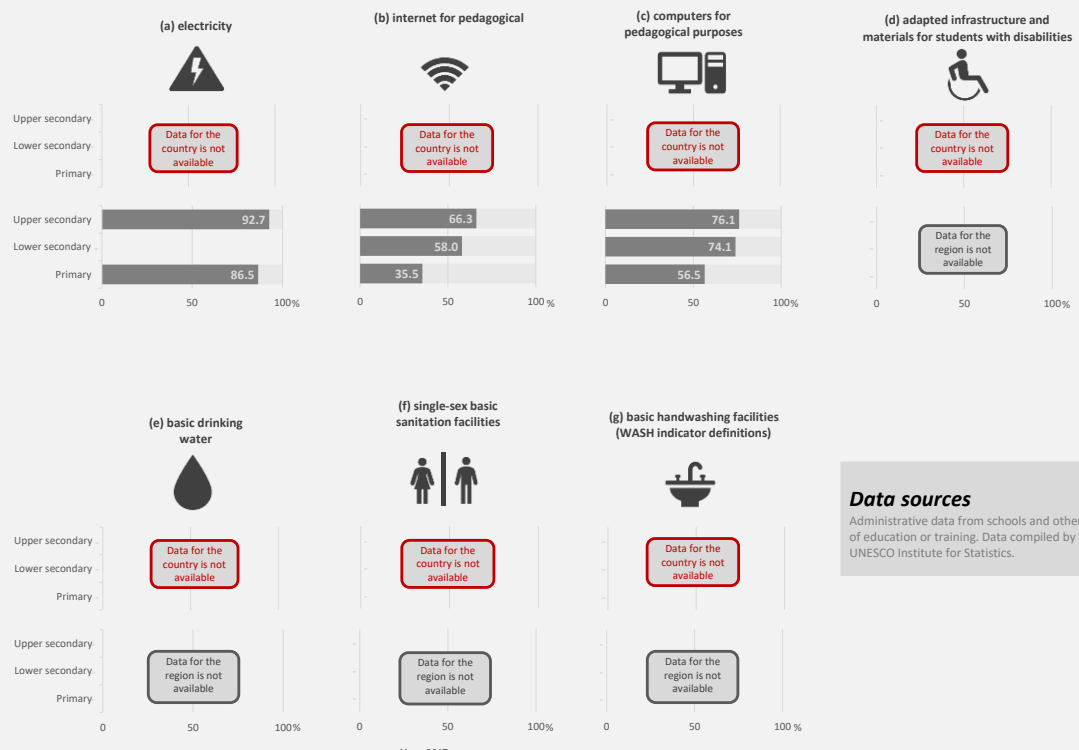 (a) electricity
(b) internet for pedagogical
(c) computers for
pedagogical purposes
(d) adapted infrastructure and
materials for students with disabilities
Upper secondary
Lower secondary
Primary
Data for the
country is not
available
Data for the
country is not
available
Data for the
country is not
available
Data for the
country is not
available
Upper secondary
Lower secondary
Primary
92.7
86.5
0 50 100%
66.3
58.0
35.5
0 50 100%
76.1
74.1
56.5
0 50 100%
Data for the
region is not
available
0 50 100%
(e) basic drinking
water
(f) single-sex basic
sanitation facilities
(g) basic handwashing facilities
(WASH indicator definitions)
Upper secondary
Lower secondary
Primary
Data for the
country is not
available
Data for the
country is not
available
Data for the
country is not
available
Upper secondary
Lower secondary
Primary
Data for the
region is not
available
0 50 100%
Data for the
region is not
available
0 50 100%
Data for the
region is not
available
0 50 100%
Data sources
Administrative data from schools and other
of education or training. Data compiled by
UNESCO Institute for Statistics.